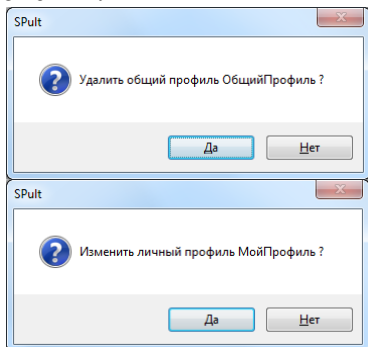 SPult
Удалить общий профиль ОбщийПрофиль ?
Да
Нет
SPult
Изменить личный профиль МойПрофиль ?
Да
Нет